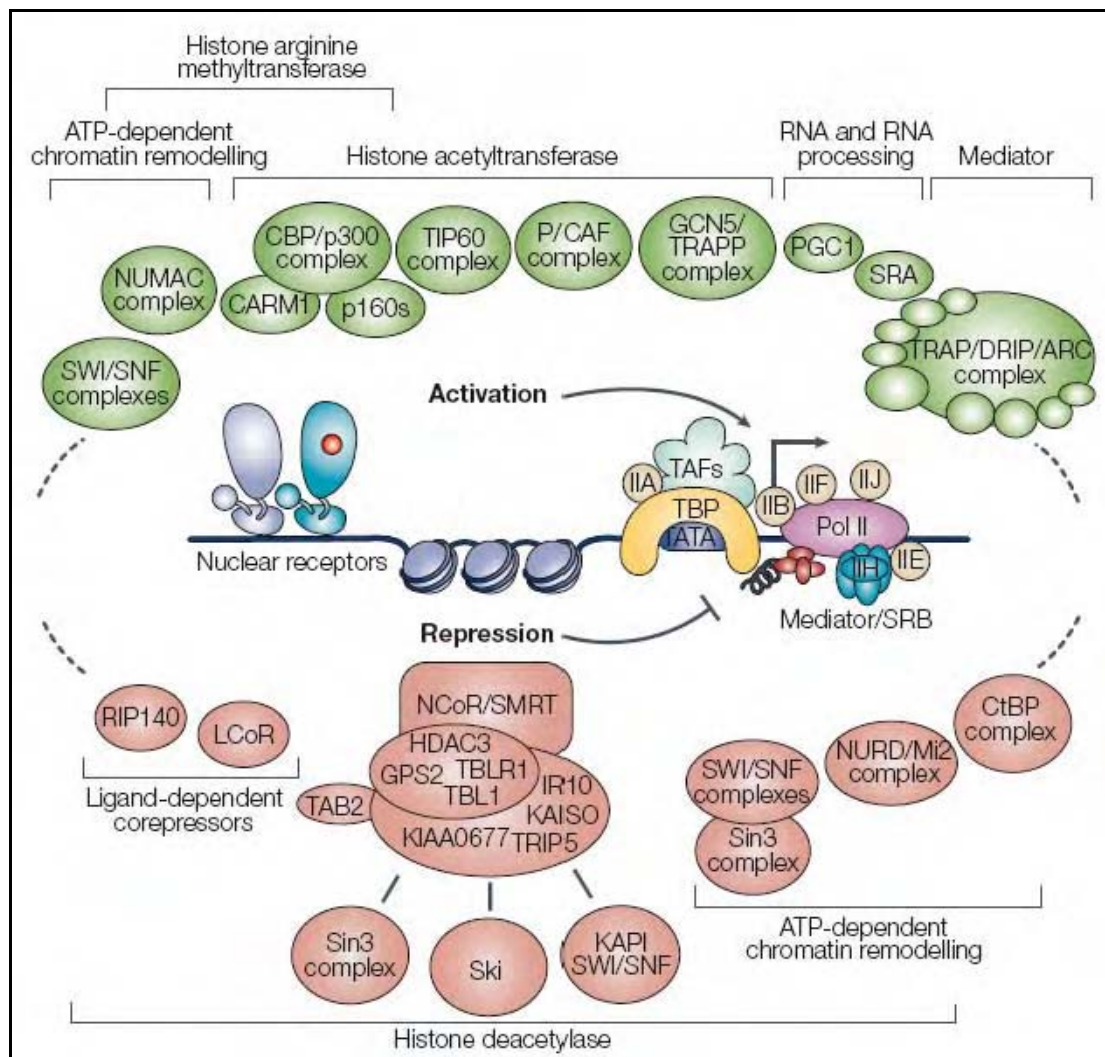 Histone arginine
methyltransferase
ATP-dependent
chromatin remodelling
Histone acetyltransferase
RNA and RNA
processing
Mediator
CBP/p300
complex
TIP60
complex
P/CAF
complex
GCN5/
TRAPP
complex
PGC1
SRA
NUMAC
complex
CARM1
p160s
SWI/SNF
complexes
TRAP/DRIP/ARC
complex
Activation
TAFs
IIA
TBP
TATA
IIB
IIF
IIJ
Pol II
IIH
IIE
Nuclear receptors
Mediator/SRB
Repression
RIP140
LCoR
Ligand-dependent
corepressors
NCoR/SMRT
HDAC3
GPS2
TBLR1
TBL1
IR10
KAISO
TAB2
KIAA0677
TRIP5
CtBP
complex
NURD/Mi2
complex
SWI/SNF
complexes
Sin3
complex
ATP-dependent
chromatin remodelling
Sin3
complex
Ski
KAPI
SWI/SNF
Histone deacetylase